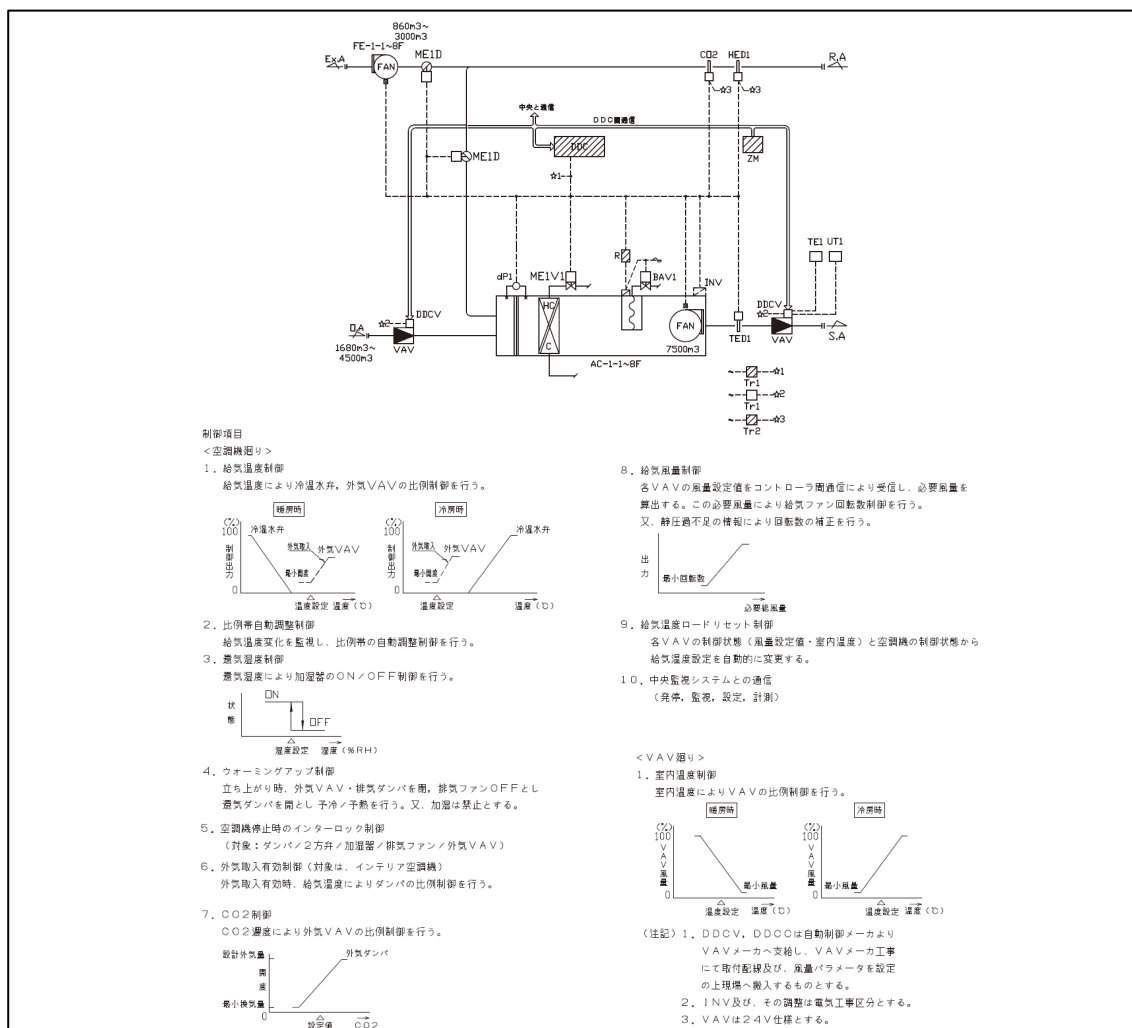 860m3~
3000m3
FE-1-1~8F
ME1D
CO2
HED1
Ex.A
FAN
R.A
☆3
☆3
中央と通信
DDC間通信
ME1D
DDC
ZM
☆1
TE1
UT1
R
dP1
ME1V1
BAV1
INV
DDCV
☆2
DDCV
☆2
HC
C
FAN
O.A
VAV
TED1
VAV
S.A
1680m3~
4500m3
7500m3
AC-1-1~8F
☆1
Tr1
☆2
Tr1
☆3
Tr2
制御項目
<空調機廻り>
1.給気温度制御
給気温度により冷温水弁,外気VAVの比例制御を行う。
暖房時
(%)
100
制御出力
0
冷温水弁
外気取入
外気VAV
最小開度
温度設定 温度(℃)
冷房時
(%)
100
制御出力
0
外気取入
外気VAV
冷温水弁
最小開度
温度設定
温度(℃)
2.比例帯自動調整制御
給気温度変化を監視し、比例帯の自動調整制御を行う。
3.還気湿度制御
還気湿度により加湿器のON/OFF制御を行う。
状態
ON
OFF
湿度設定 湿度(%RH)
4.ウォーミングアップ制御
立ち上がり時、外気VAV・排気ダンパを閉,排気ファンOFFとし
還気ダンパを開とし 予冷/予熱を行う。又、加湿は禁止とする。
5.空調機停止時のインターロック制御
(対象:ダンパ/2方弁/加湿器/排気ファン/外気VAV)
6.外気取入有効制御(対象は、インテリア空調機)
外気取入有効時、給気温度によりダンパの比例制御を行う。
7.CO2制御
CO2濃度により外気VAVの比例制御を行う。
設計外気量
外気ダンパ
開度
最小換気量
0
設定値 CO2
8.給気風量制御
各VAVの風量設定値をコントローラ間通信により受信し、必要風量を
算出する。この必要風量により給気ファン回転数制御を行う。
又、静圧過不足の情報により回転数の補正を行う。
出力
最小回転数
必要総風量
9.給気温度ロードリセット制御
各VAVの制御状態(風量設定値・室内温度)と空調機の制御状態から
給気温度設定を自動的に変更する。
10.中央監視システムとの通信
(発停,監視,設定,計測)
<VAV廻り>
1.室内温度制御
室内温度によりVAVの比例制御を行う。
暖房時
(%)
100
VAV風量
0
最小風量
温度設定 温度(℃)
冷房時
(%)
100
VAV風量
0
最小風量
温度設定 温度(℃)
(注記)1.DDCV,DDCCは自動制御メーカより
VAVメーカへ支給し、VAVメーカ工事
にて取付配線及び、風量パラメータを設定
の上現場へ搬入するものとする。
2.INV及び、その調整は電気工事区分とする。
3.VAVは24V仕様とする。